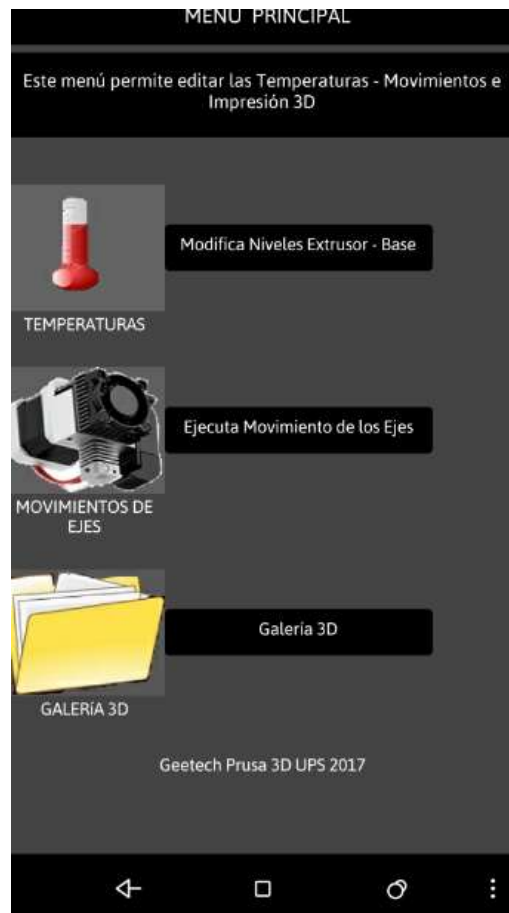 MENÚ PRINCIPAL
Este menú permite editar las Temperaturas - Movimientos e
Impresión 3D
Modifica Niveles Extrusor - Base
TEMPERATURAS
Ejecuta Movimiento de los Ejes
MOVIMIENTOS DE
EJES
Galería 3D
GALERíA 3D
Geetech Prusa 3D UPS 2017